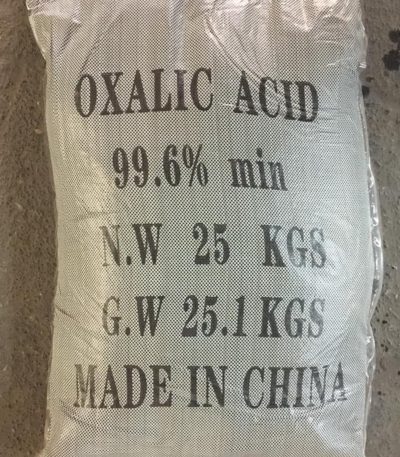 OXALIC ACID
99.6% min
N.W 25 KGS
G.W 25.1 KGS
MADE IN CHINA